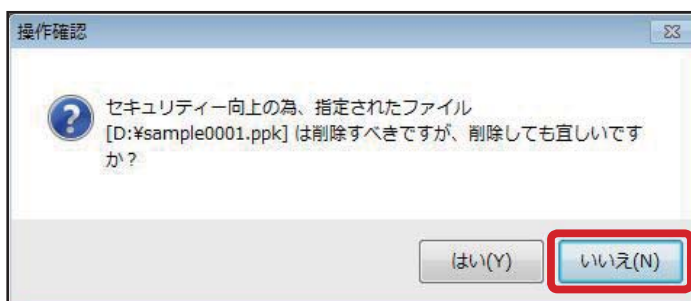 操作確認
セキュリティー向上の為、指定されたファイル
[D:¥sample0001.ppk] は削除すべきですが、削除しても宜しいです
か？
はい(Y)
いいえ(N)